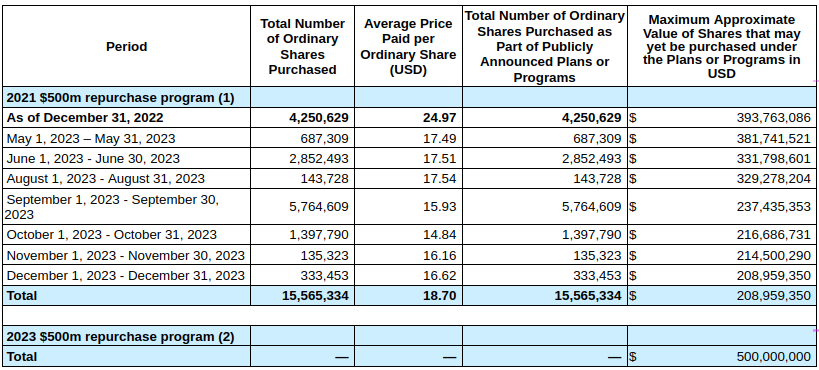 Period | Total Number of Ordinary Shares Purchased | Average Price Paid per Ordinary Share (USD) | Total Number of Ordinary Shares Purchased as Part of Publicly Announced Plans or Programs | Maximum Approximate Value of Shares that may yet be purchased under the Plans or Programs in USD
2021 $500m repurchase program (1)
As of December 31, 2022 | 4,250,629 | 24.97 | 4,250,629 | $ 393,763,086
May 1, 2023 – May 31, 2023 | 687,309 | 17.49 | 687,309 | $ 381,741,521
June 1, 2023 - June 30, 2023 | 2,852,493 | 17.51 | 2,852,493 | $ 331,798,601
August 1, 2023 - August 31, 2023 | 143,728 | 17.54 | 143,728 | $ 329,278,204
September 1, 2023 - September 30, 2023 | 5,764,609 | 15.93 | 5,764,609 | $ 237,435,353
October 1, 2023 - October 31, 2023 | 1,397,790 | 14.84 | 1,397,790 | $ 216,686,731
November 1, 2023 - November 30, 2023 | 135,323 | 16.16 | 135,323 | $ 214,500,290
December 1, 2023 - December 31, 2023 | 333,453 | 16.62 | 333,453 | $ 208,959,350
Total | 15,565,334 | 18.70 | 15,565,334 | $ 208,959,350
2023 $500m repurchase program (2)
Total | — | — | — | $ 500,000,000